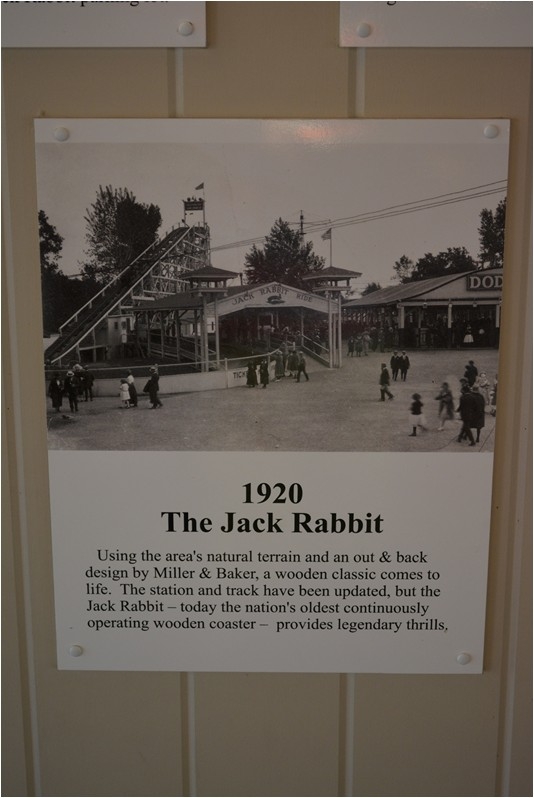 JACK RABBIT RIDE
DOD
TICK
1920
The Jack Rabbit
Using the area's natural terrain and an out & back
design by Miller & Baker, a wooden classic comes to
life. The station and track have been updated, but the
Jack Rabbit – today the nation's oldest continuously
operating wooden coaster – provides legendary thrills.